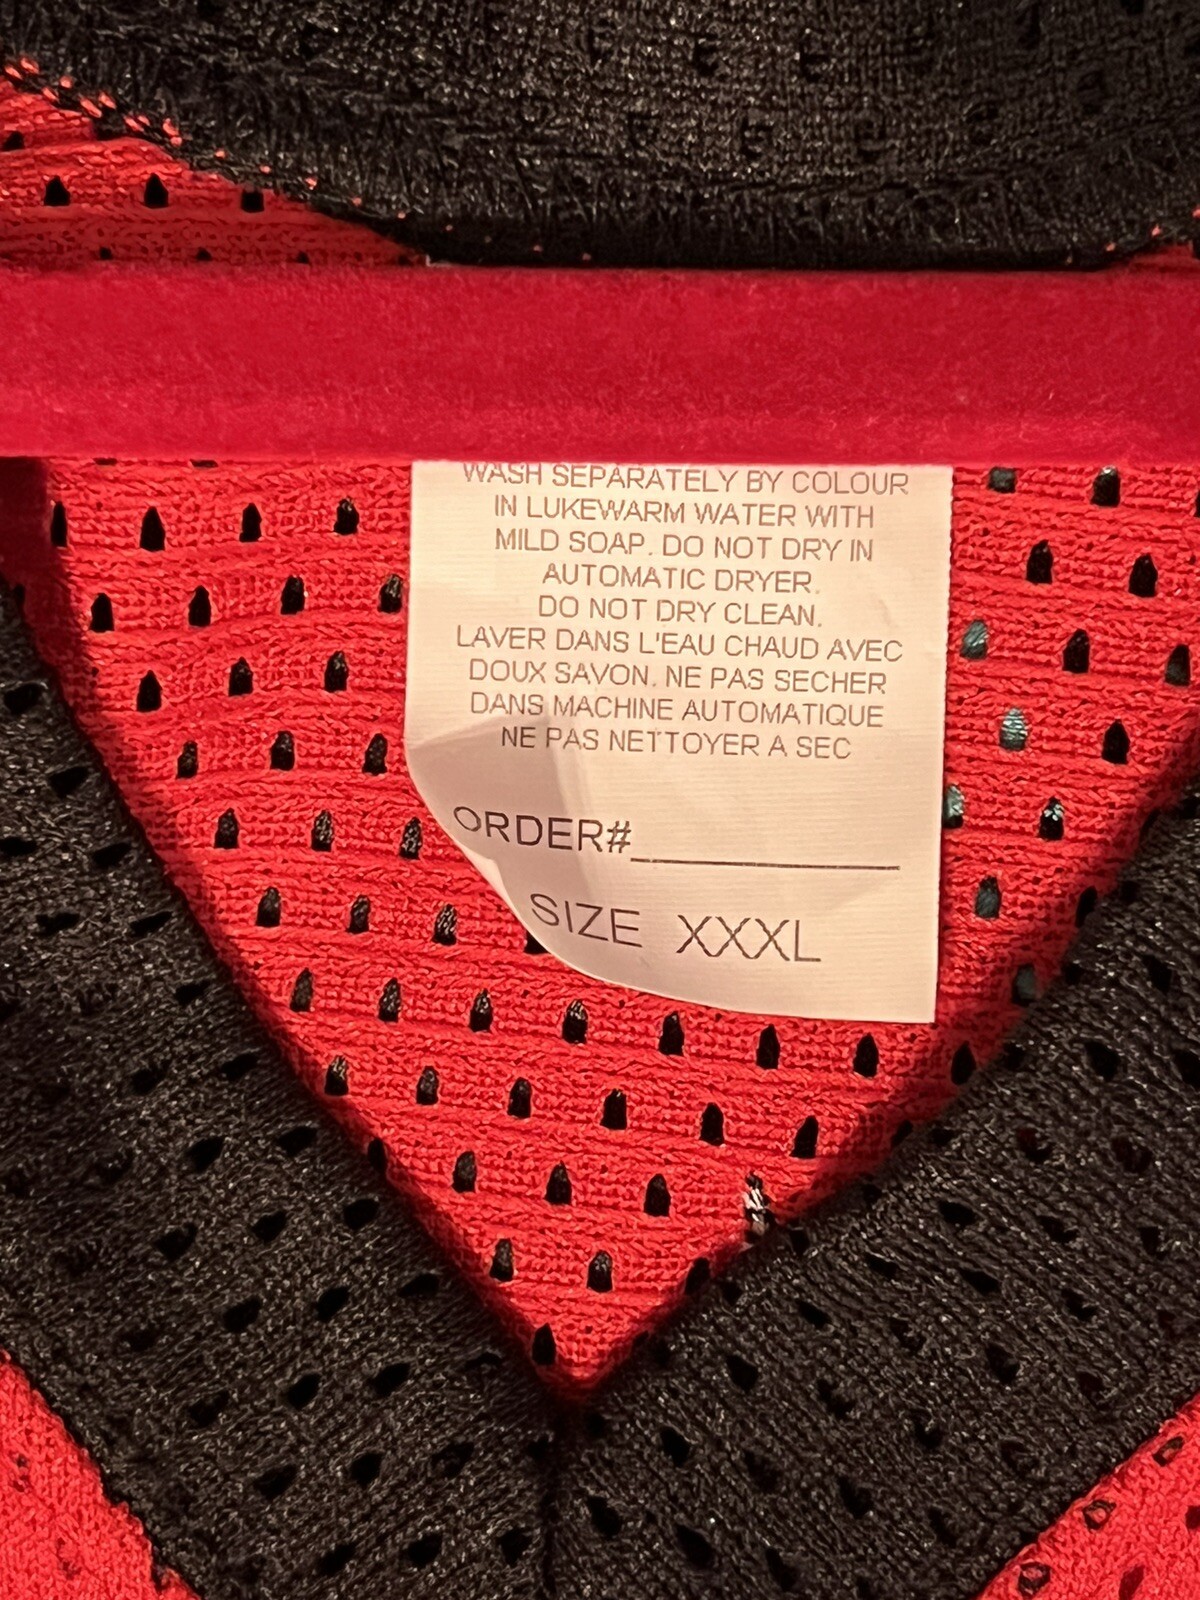 WASH SEPARATELY BY COLOUR
IN LUKEWARM WATER WITH
MILD SOAP. DO NOT DRY IN
AUTOMATIC DRYER.
DO NOT DRY CLEAN.
LAVER DANS L'EAU CHAUD AVEC
DOUX SAVON. NE PAS SECHER
DANS MACHINE AUTOMATIQUE
NE PAS NETTOYER A SEC
ORDER#
SIZE XXXL